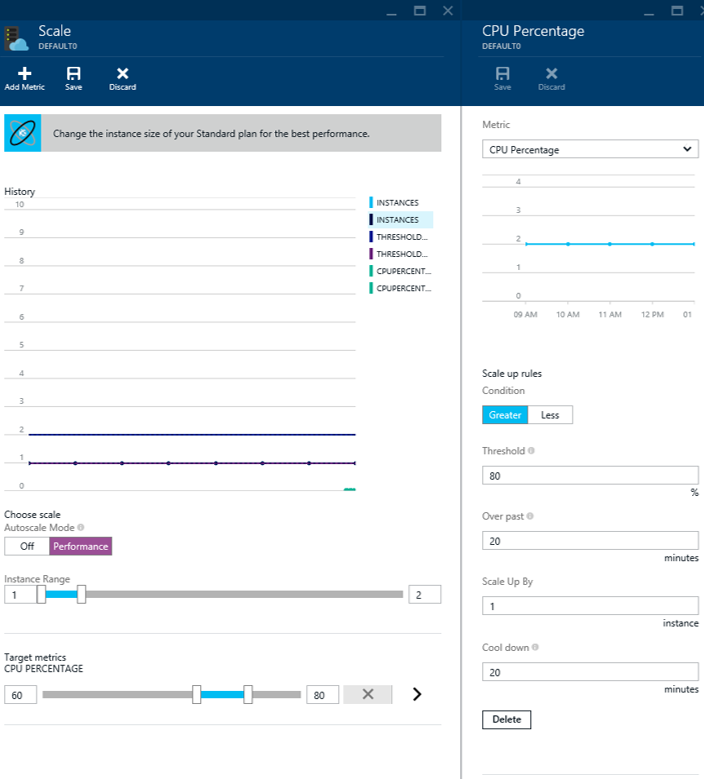 Scale
DEFAULT0
Add Metric
Save
Discard
Change the instance size of your Standard plan for the best performance.
History
10
9
8
7
6
5
4
3
2
1
0
INSTANCES
INSTANCES
THRESHOLD...
THRESHOLD...
CPUPERCENT...
CPUPERCENT...
Choose scale
Autoscale Mode
Off Performance
Instance Range
1 2
Target metrics
CPU PERCENTAGE
60 80
CPU Percentage
DEFAULT0
Save
Discard
Metric
CPU Percentage
4
3
2
1
0
09 AM 10 AM 11 AM 12 PM 01
Scale up rules
Condition
Greater Less
Threshold
80
%
Over past
20
minutes
Scale Up By
1
instance
Cool down
20
minutes
Delete